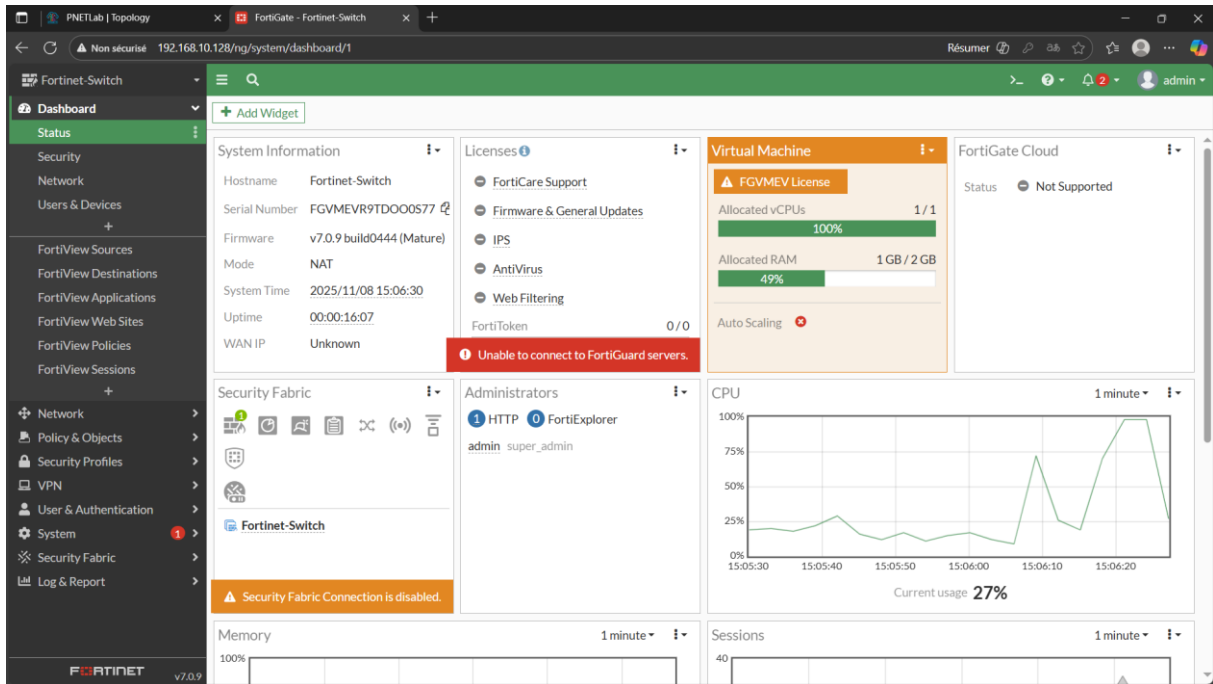 PNETLab | Topology
FortiGate - Fortinet-Switch
Non sécurisé 192.168.10.128/ng/system/dashboard/1
Résumer
Fortinet-Switch
>_
2
admin
Dashboard
Status
Security
Network
Users & Devices
+
FortiView Sources
FortiView Destinations
FortiView Applications
FortiView Web Sites
FortiView Policies
FortiView Sessions
+
Network
Policy & Objects
Security Profiles
VPN
User & Authentication
System 1
Security Fabric
Log & Report
FORTINET v7.0.9
+ Add Widget
System Information
Hostname Fortinet-Switch
Serial Number FGVMEVR9TDOO0S77
Firmware v7.0.9 build0444 (Mature)
Mode NAT
System Time 2025/11/08 15:06:30
Uptime 00:00:16:07
WAN IP Unknown
Licenses
FortiCare Support
Firmware & General Updates
IPS
AntiVirus
Web Filtering
FortiToken 0/0
Unable to connect to FortiGuard servers.
Virtual Machine
FGVMEV License
Allocated vCPUs 1/1
100%
Allocated RAM 1 GB/2 GB
49%
Auto Scaling
FortiGate Cloud
Status Not Supported
Security Fabric
1
Fortinet-Switch
Security Fabric Connection is disabled.
Administrators
1 HTTP 0 FortiExplorer
admin super_admin
CPU 1 minute
100%
75%
50%
25%
0%
15:05:30 15:05:40 15:05:50 15:06:00 15:06:10 15:06:20
Current usage 27%
Memory 1 minute
100%
Sessions 1 minute
40